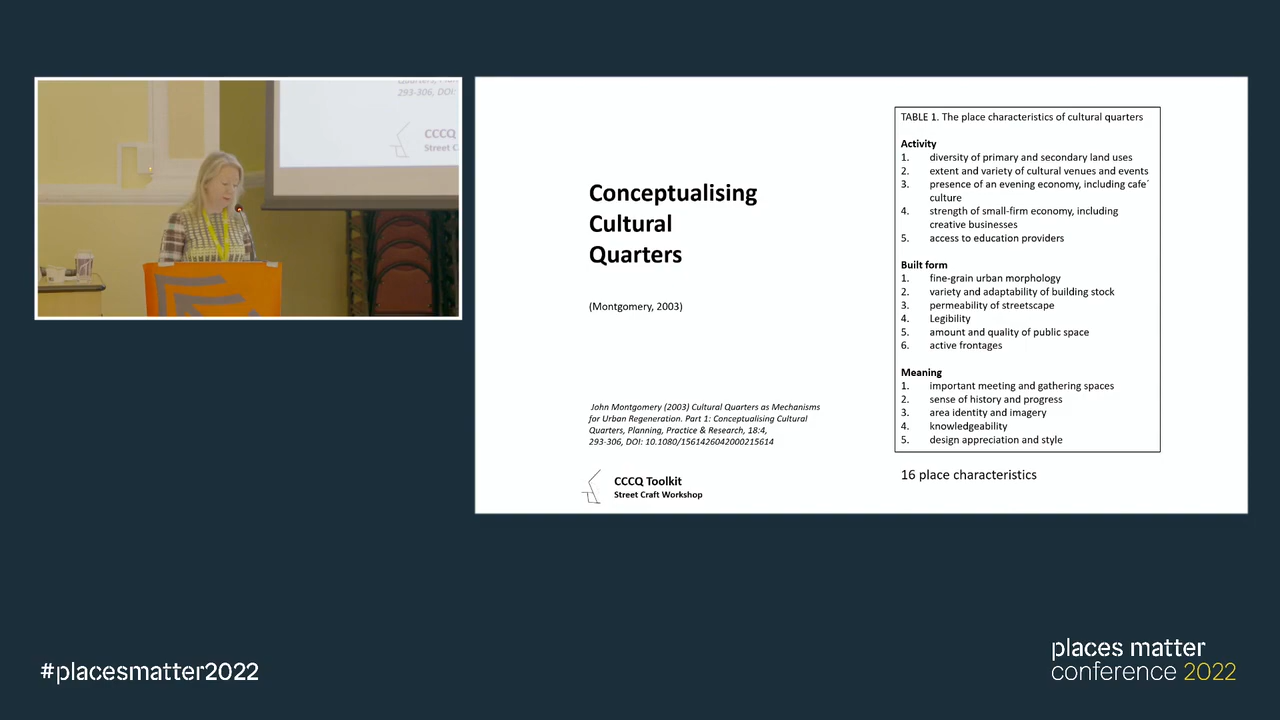 293-306, DOI:
CCCQ
Street C
Conceptualising
Cultural
Quarters
(Montgomery, 2003)
John Montgomery (2003) Cultural Quarters as Mechanisms
for Urban Regeneration. Part 1: Conceptualising Cultural
Quarters, Planning, Practice & Research, 18:4,
293-306, DOI: 10.1080/1561426042000215614
CCCQ Toolkit
Street Craft Workshop
TABLE 1. The place characteristics of cultural quarters
Activity
1. diversity of primary and secondary land uses
2. extent and variety of cultural venues and events
3. presence of an evening economy, including cafe´
culture
4. strength of small-firm economy, including
creative businesses
5. access to education providers
Built form
1. fine-grain urban morphology
2. variety and adaptability of building stock
3. permeability of streetscape
4. Legibility
5. amount and quality of public space
6. active frontages
Meaning
1. important meeting and gathering spaces
2. sense of history and progress
3. area identity and imagery
4. knowledgeability
5. design appreciation and style
16 place characteristics
#placesmatter2022
places matter
conference 2022